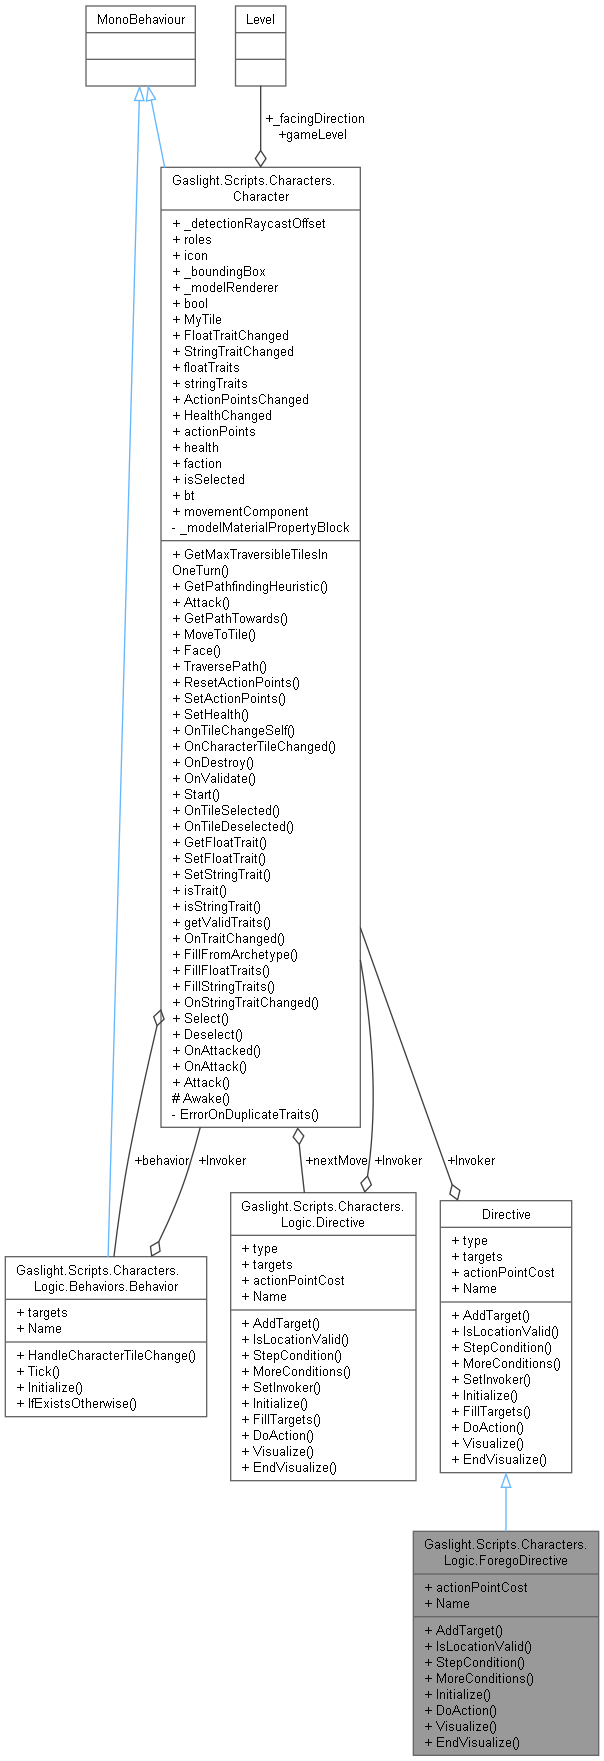 MonoBehaviour
Level
+_facingDirection
+gameLevel
Gaslight.Scripts.Characters.
Character
+ _detectionRaycastOffset
+ roles
+ icon
+ _boundingBox
+ _modelRenderer
+ bool
+ MyTile
+ FloatTraitChanged
+ StringTraitChanged
+ floatTraits
+ stringTraits
+ ActionPointsChanged
+ HealthChanged
+ actionPoints
+ health
+ faction
+ isSelected
+ bt
+ movementComponent
- _modelMaterialPropertyBlock
+ GetMaxTraversibleTilesIn
OneTurn()
+ GetPathfindingHeuristic()
+ Attack()
+ GetPathTowards()
+ MoveToTile()
+ Face()
+ TraversePath()
+ ResetActionPoints()
+ SetActionPoints()
+ SetHealth()
+ OnTileChangeSelf()
+ OnCharacterTileChanged()
+ OnDestroy()
+ OnValidate()
+ Start()
+ OnTileSelected()
+ OnTileDeselected()
+ GetFloatTrait()
+ SetFloatTrait()
+ SetStringTrait()
+ isTrait()
+ isStringTrait()
+ getValidTraits()
+ OnTraitChanged()
+ FillFromArchetype()
+ FillFloatTraits()
+ FillStringTraits()
+ OnStringTraitChanged()
+ Select()
+ Deselect()
+ OnAttacked()
+ OnAttack()
+ Attack()
# Awake()
- ErrorOnDuplicateTraits()
+behavior
+Invoker
+nextMove
+Invoker
+Invoker
Gaslight.Scripts.Characters.
Logic.Behaviors.Behavior
+ targets
+ Name
+ HandleCharacterTileChange()
+ Tick()
+ Initialize()
+ IfExistsOtherwise()
Gaslight.Scripts.Characters.
Logic.Directive
+ type
+ targets
+ actionPointCost
+ Name
+ AddTarget()
+ IsLocationValid()
+ StepCondition()
+ MoreConditions()
+ SetInvoker()
+ Initialize()
+ FillTargets()
+ DoAction()
+ Visualize()
+ EndVisualize()
Directive
+ type
+ targets
+ actionPointCost
+ Name
+ AddTarget()
+ IsLocationValid()
+ StepCondition()
+ MoreConditions()
+ SetInvoker()
+ Initialize()
+ FillTargets()
+ DoAction()
+ Visualize()
+ EndVisualize()
Gaslight.Scripts.Characters.
Logic.ForegoDirective
+ actionPointCost
+ Name
+ AddTarget()
+ IsLocationValid()
+ StepCondition()
+ MoreConditions()
+ Initialize()
+ DoAction()
+ Visualize()
+ EndVisualize()